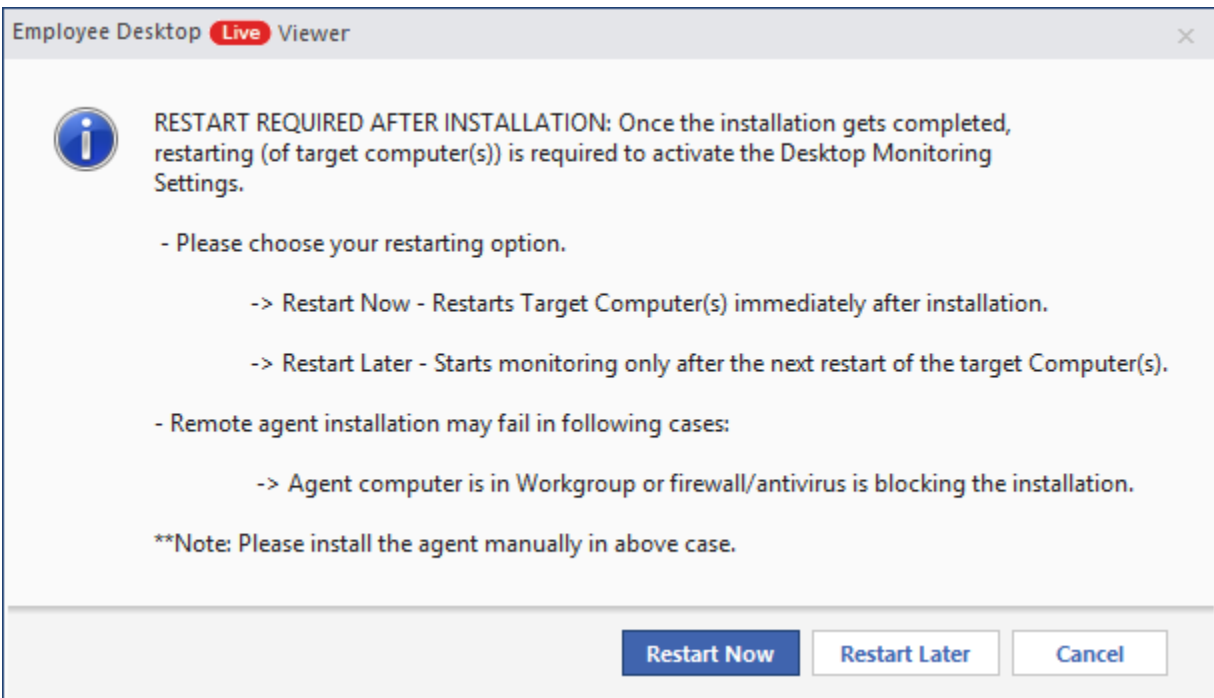 Employee Desktop Live Viewer
RESTART REQUIRED AFTER INSTALLATION: Once the installation gets completed,
restarting (of target computer(s)) is required to activate the Desktop Monitoring
Settings.
- Please choose your restarting option.
-> Restart Now - Restarts Target Computer(s) immediately after installation.
-> Restart Later - Starts monitoring only after the next restart of the target Computer(s).
- Remote agent installation may fail in following cases:
-> Agent computer is in Workgroup or firewall/antivirus is blocking the installation.
**Note: Please install the agent manually in above case.
Restart Now Restart Later Cancel